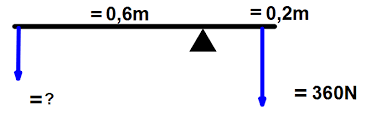 = 0,6m
= 0,2m
= ?
= 360N